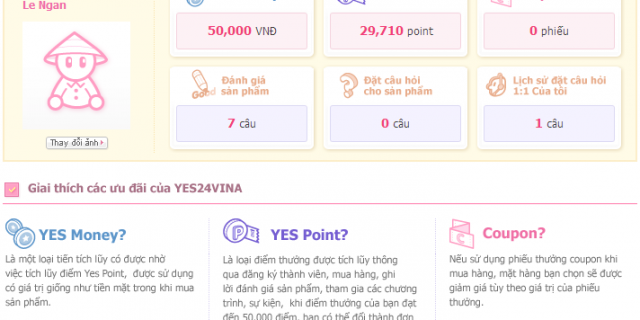 Le Ngan
50,000 VNĐ
29,710 point
0 phiếu
Đánh giá
sản phẩm
Đặt câu hỏi
cho sản phẩm
Lịch sử đặt câu hỏi
1:1 Của tôi
Good
7 câu
0 câu
1 câu
Thay đổi ảnh
Giai thích các ưu đãi của YES24VINA
YES Money?
Là một loại tiền tích lũy có được nhờ
việc tích lũy điểm Yes Point, được sử dụng
có giá trị giống như tiền mặt trong khi mua
sản phẩm.
YES Point?
Là loại điểm thưởng được tích lũy thông
qua đăng ký thành viên, mua hàng, ghi
lời đánh giá sản phẩm, tham gia các chương
trình, sự kiện, khi điểm thưởng của bạn đạt
đến 50,000 điểm, bạn có thể đổi thành đơn
Coupon?
Nếu sử dụng phiếu thưởng coupon khi
mua hàng, mặt hàng bạn chọn sẽ được
giảm giá tùy theo giá trị của phiếu
thưởng.